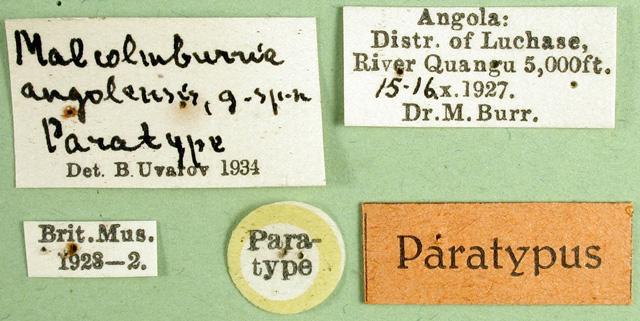 Malcolmburria
angolensis, g. sp. n
Paratype
Det. B. Uvarov 1934
Angola:
Distr. of Luchase,
River Quangu 5,000ft.
15-16.x.1927.
Dr. M. Burr.
Brit. Mus.
1928—2.
Para-
type
Paratypus